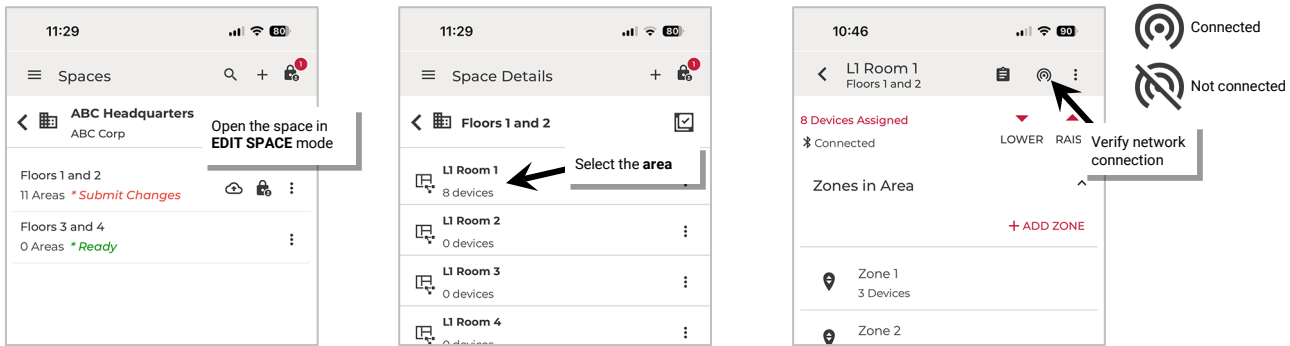 11:29
80
Spaces
1
ABC Headquarters
ABC Corp
Open the space in
EDIT SPACE mode
Floors 1 and 2
11 Areas * Submit Changes
Floors 3 and 4
0 Areas * Ready
11:29
80
Space Details
1
Floors 1 and 2
L1 Room 1
8 devices
Select the area
L1 Room 2
0 devices
L1 Room 3
0 devices
L1 Room 4
0 devices
10:46
90
L1 Room 1
Floors 1 and 2
8 Devices Assigned
Connected
LOWER RAIS
Verify network
connection
Zones in Area
+ ADD ZONE
Zone 1
3 Devices
Zone 2
Connected
Not connected